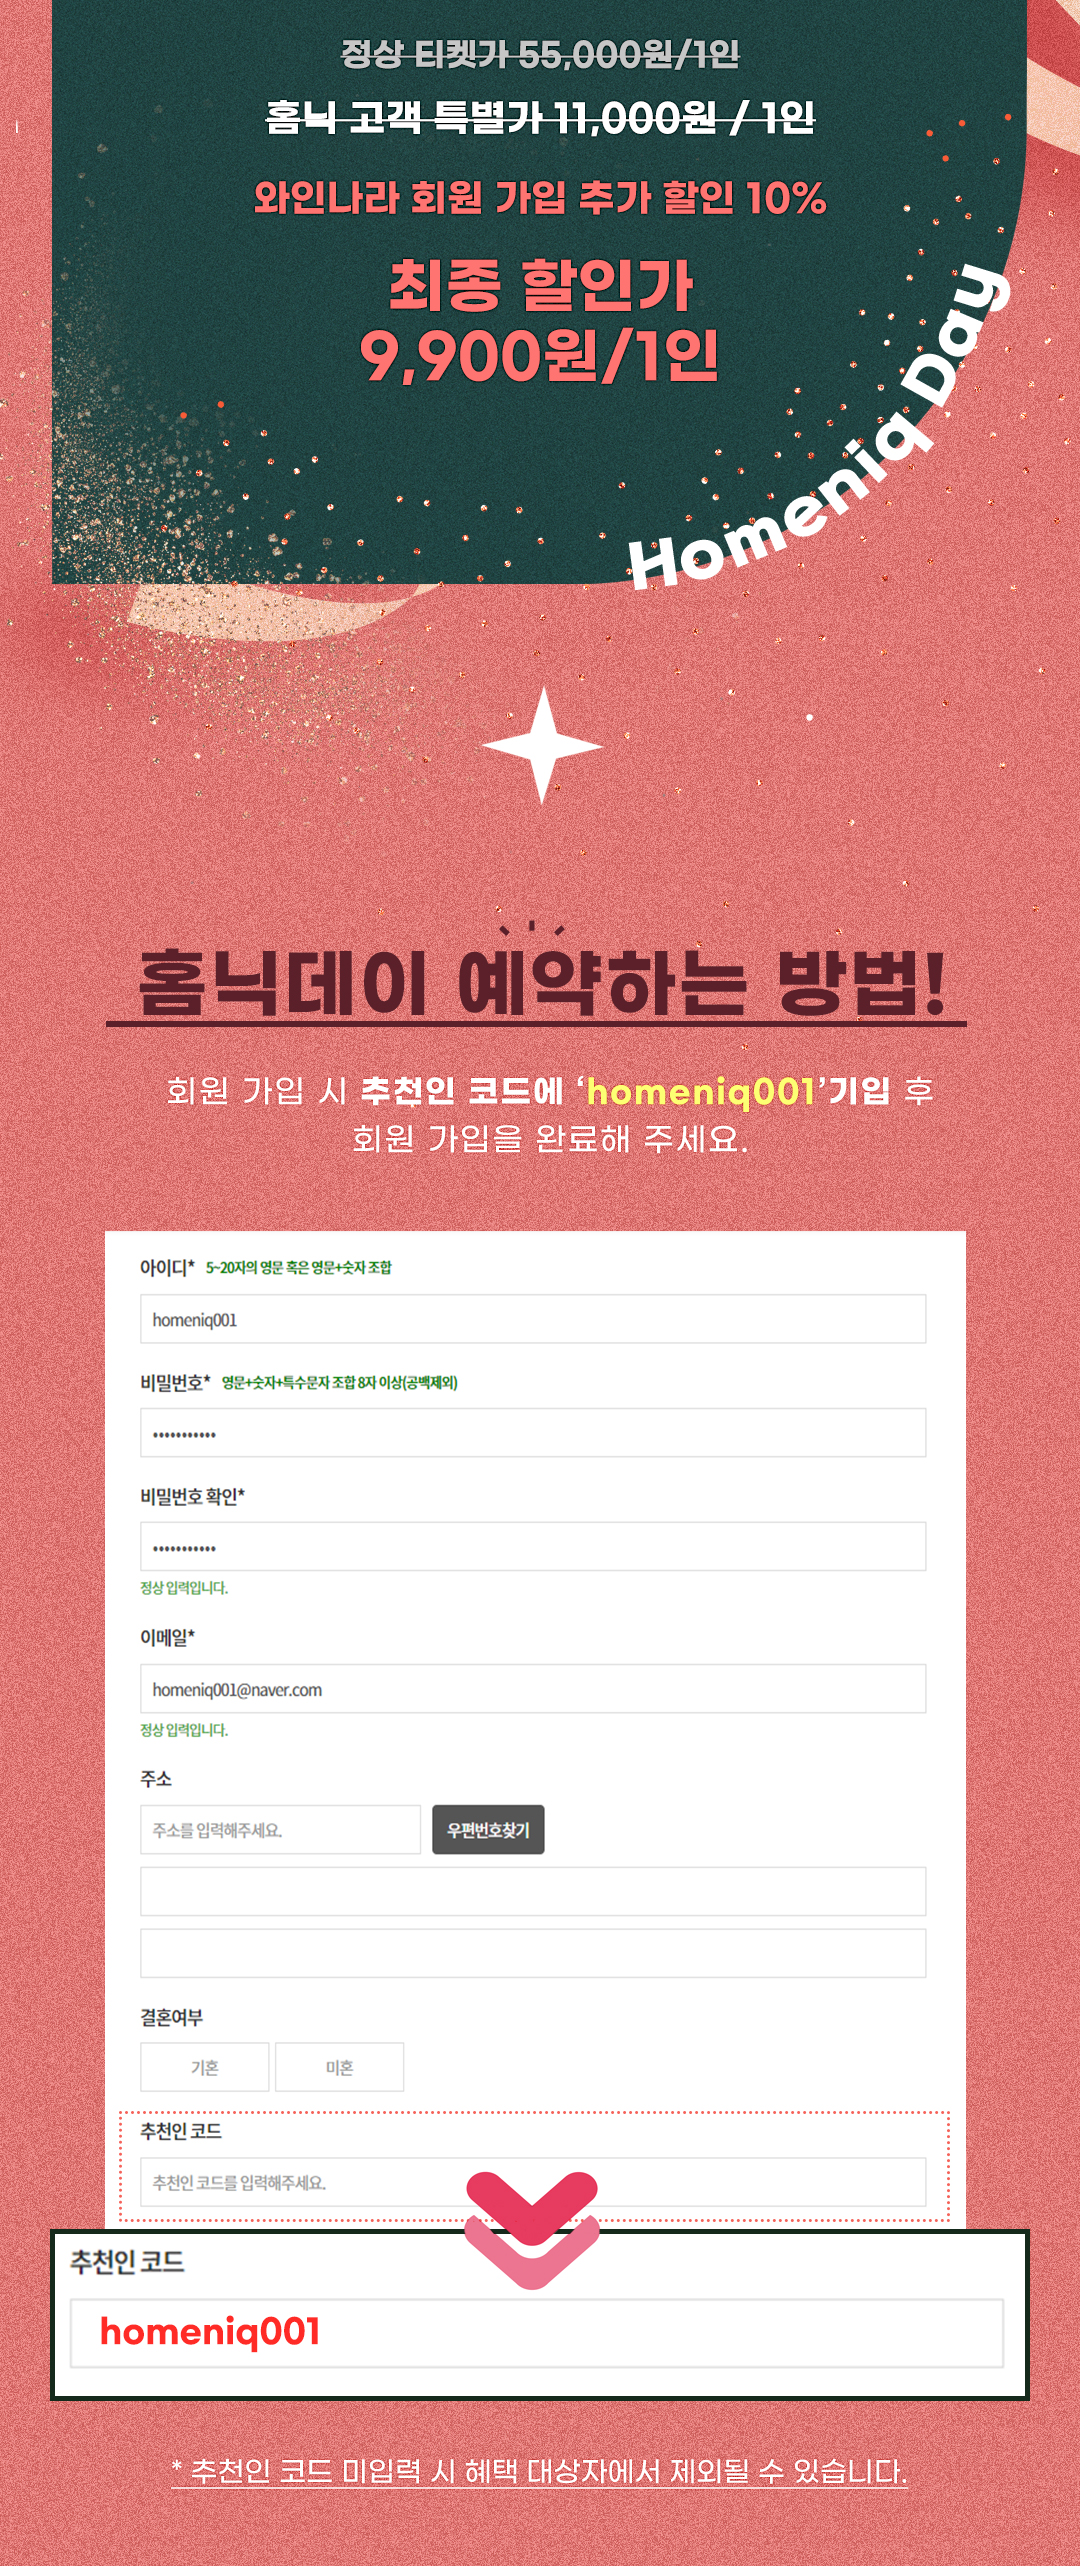 정상 티켓가 55,000원/1인
홈닉 고객 특별가 11,000원 / 1인
와인나라 회원 가입 추가 할인 10%
최종 할인가
9,900원/1인
Homeniq Day
홈닉데이 예약하는 방법!
회원 가입 시 추천인 코드에 ‘homeniq001’기입 후
회원 가입을 완료해 주세요.
아이디* 5~20자의 영문 혹은 영문+숫자 조합
homeniq001
비밀번호* 영문+숫자+특수문자 조합 8자 이상(공백제외)
•••••••••••
비밀번호 확인*
•••••••••••
정상 입력입니다.
이메일*
homeniq001@naver.com
정상 입력입니다.
주소
주소를 입력해주세요. 우편번호찾기
결혼여부
기혼 미혼
추천인 코드
추천인 코드를 입력해주세요.
추천인 코드
homeniq001
* 추천인 코드 미입력 시 혜택 대상자에서 제외될 수 있습니다.